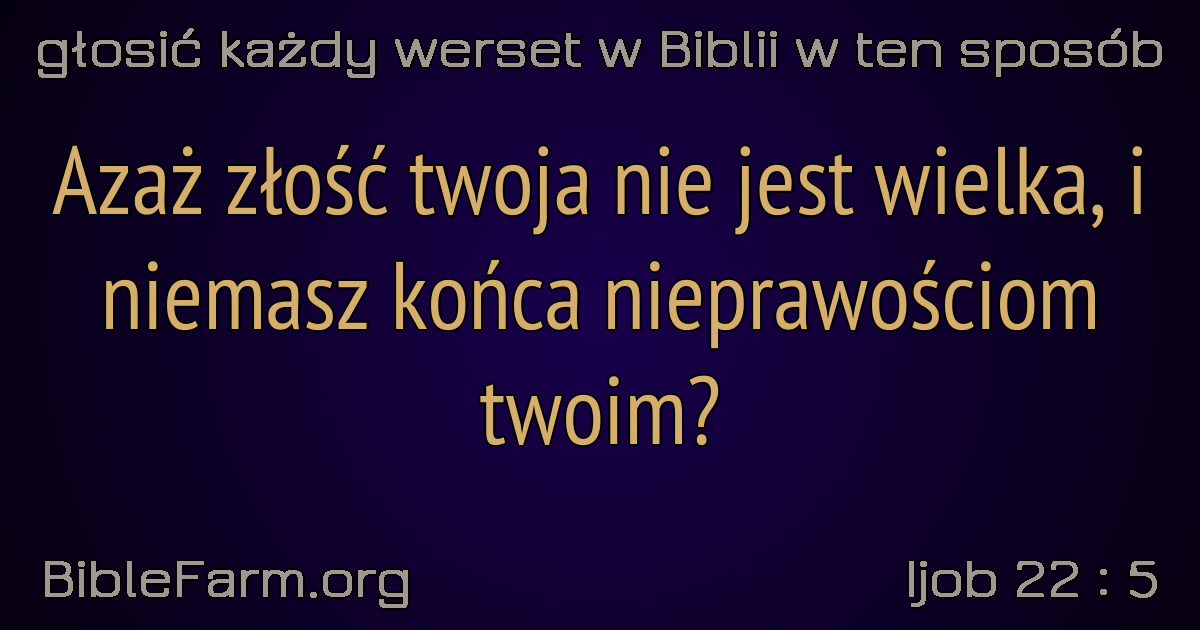 głosić każdy werset w Biblii w ten sposób
Azaż złość twoja nie jest wielka, i
niemasz końca nieprawościom
twoim?
BibleFarm.org
Ijob 22 : 5